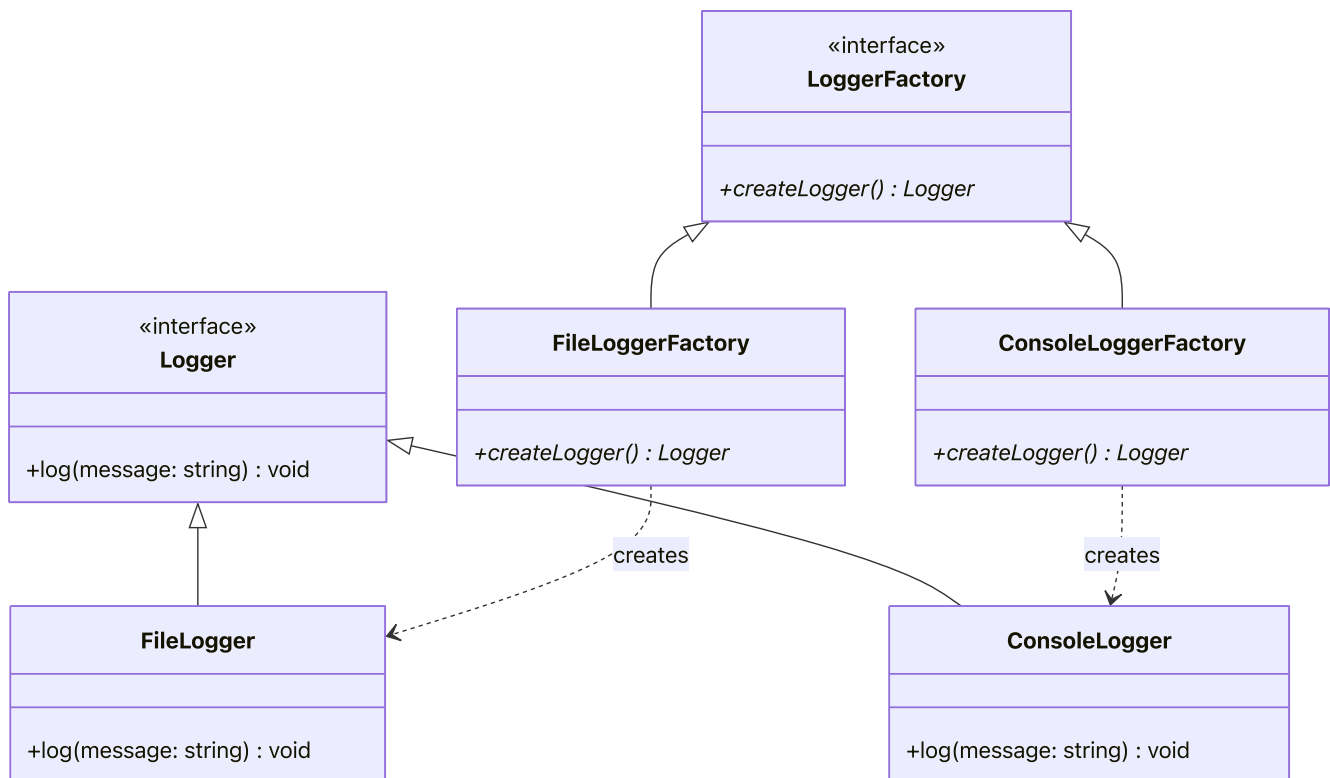 «interface»
LoggerFactory
+createLogger() : Logger
«interface»
Logger
+log(message: string) : void
FileLoggerFactory
+createLogger() : Logger
ConsoleLoggerFactory
+createLogger() : Logger
creates
creates
FileLogger
+log(message: string) : void
ConsoleLogger
+log(message: string) : void